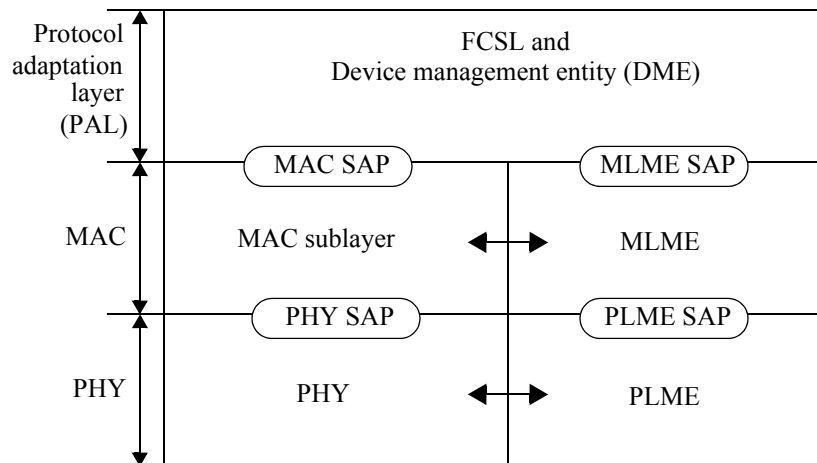 Protocol
adaptation
layer
(PAL)
FCSL and
Device management entity (DME)
MAC SAP
MLME SAP
MAC
MAC sublayer
MLME
PHY SAP
PLME SAP
PHY
PHY
PLME